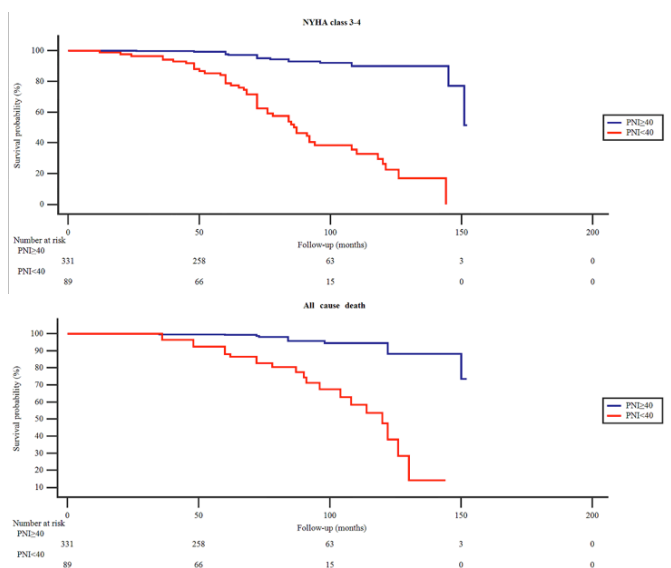 NYHA class 3-4
100
80
60
40
20
0
Survival probability (%)
PNI≥40
PNI<40
0 50 100 150 200
Follow-up (months)
Number at risk
PNI≥40
331 258 63 3 0
PNI<40
89 66 15 0 0
All cause death
100
90
80
70
60
50
40
30
20
10
Survival probability (%)
PNI≥40
PNI<40
0 50 100 150 200
Follow-up (months)
Number at risk
PNI≥40
331 258 63 3 0
PNI<40
89 66 15 0 0